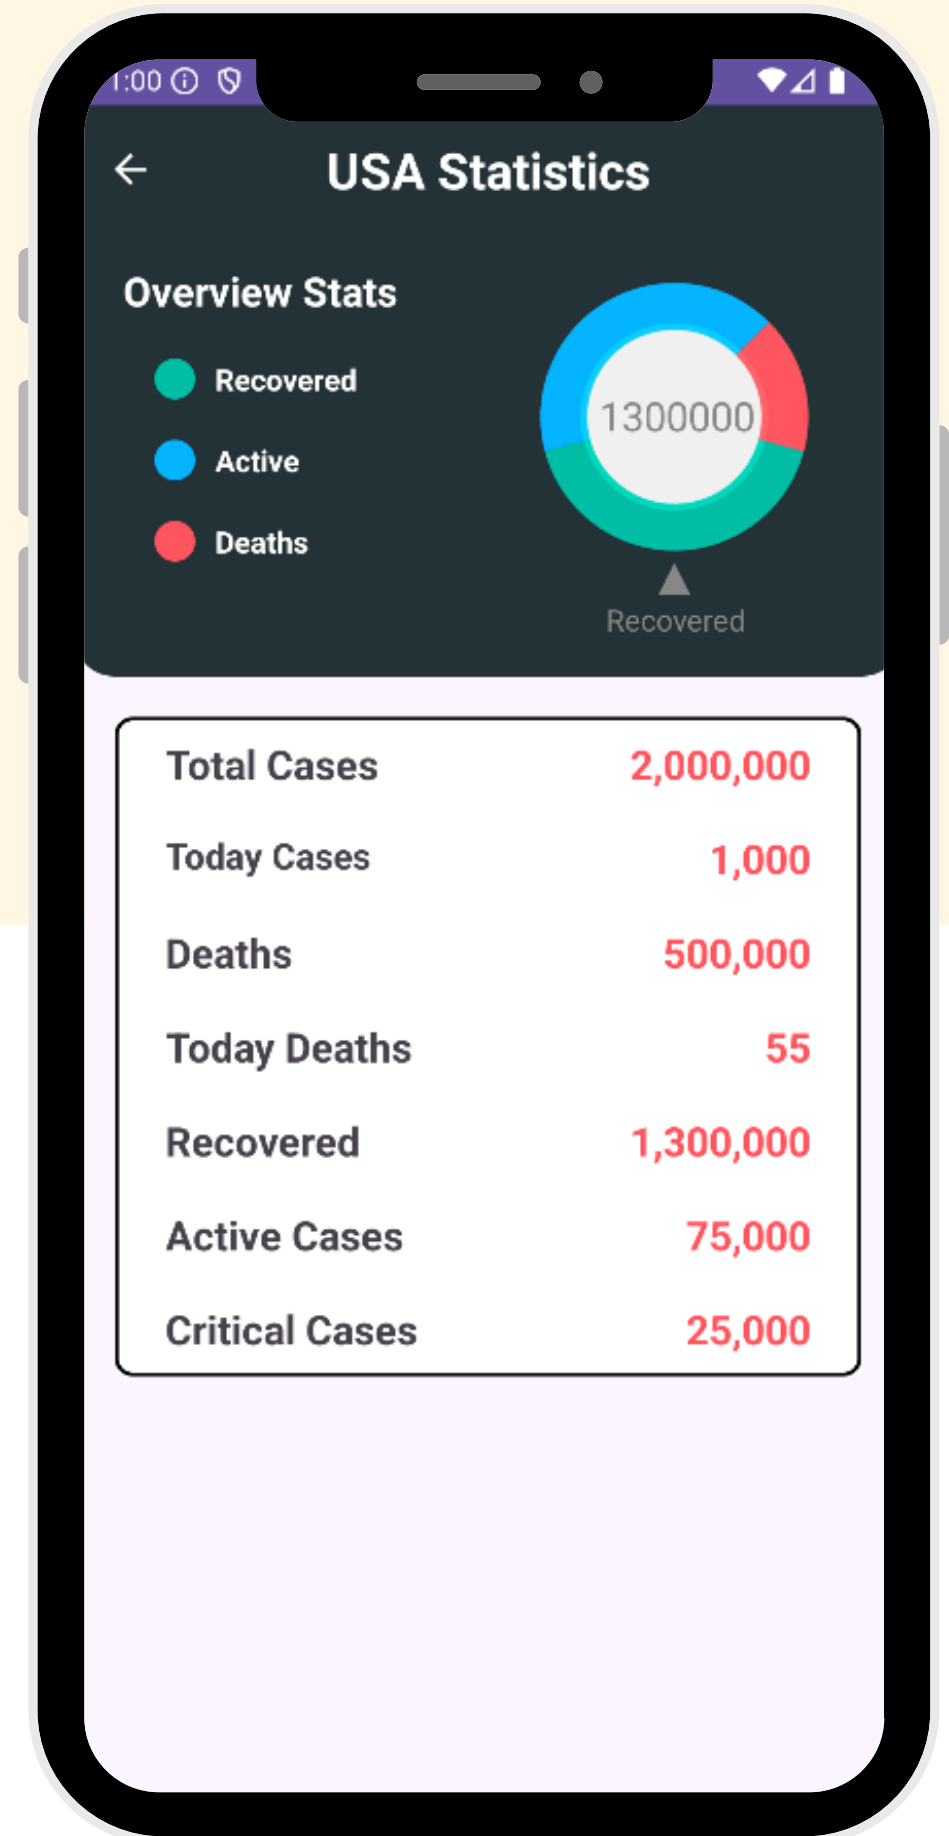 1:00
USA Statistics
Overview Stats
Recovered
Active
Deaths
1300000
Recovered
Total Cases 2,000,000
Today Cases 1,000
Deaths 500,000
Today Deaths 55
Recovered 1,300,000
Active Cases 75,000
Critical Cases 25,000